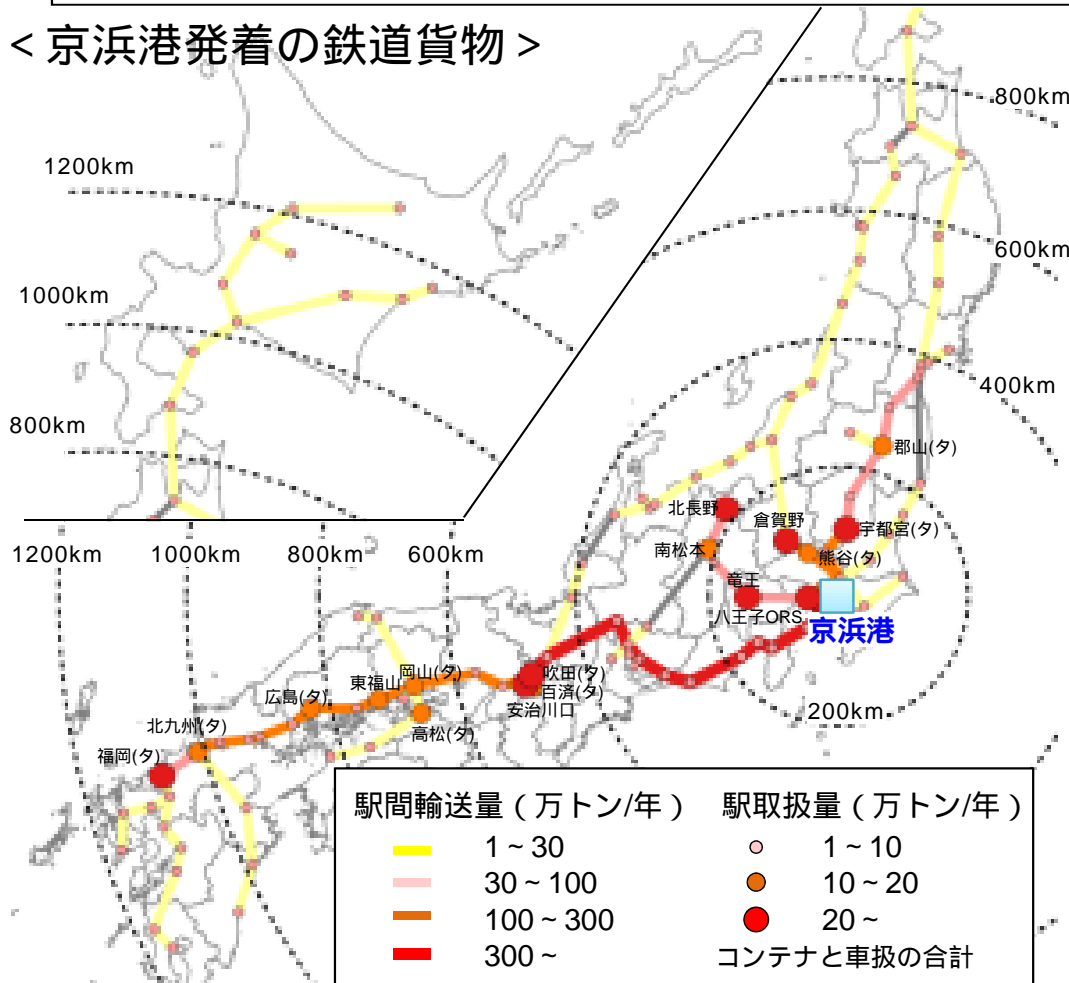 <京浜港発着の鉄道貨物>
800km
1200km
600km
1000km
400km
800km
郡山(タ)
北長野
倉賀野
宇都宮(タ)
南松本
熊谷(タ)
1200km
1000km
800km
600km
竜王
八王子ORS
京浜港
吹田(タ)
百済(タ)
安治川口
岡山(タ)
東福山
広島(タ)
高松(タ)
北九州(タ)
福岡(タ)
200km
駅間輸送量(万トン/年)
駅取扱量(万トン/年)
1~30
1~10
30~100
10~20
100~300
20~
300~
コンテナと車扱の合計